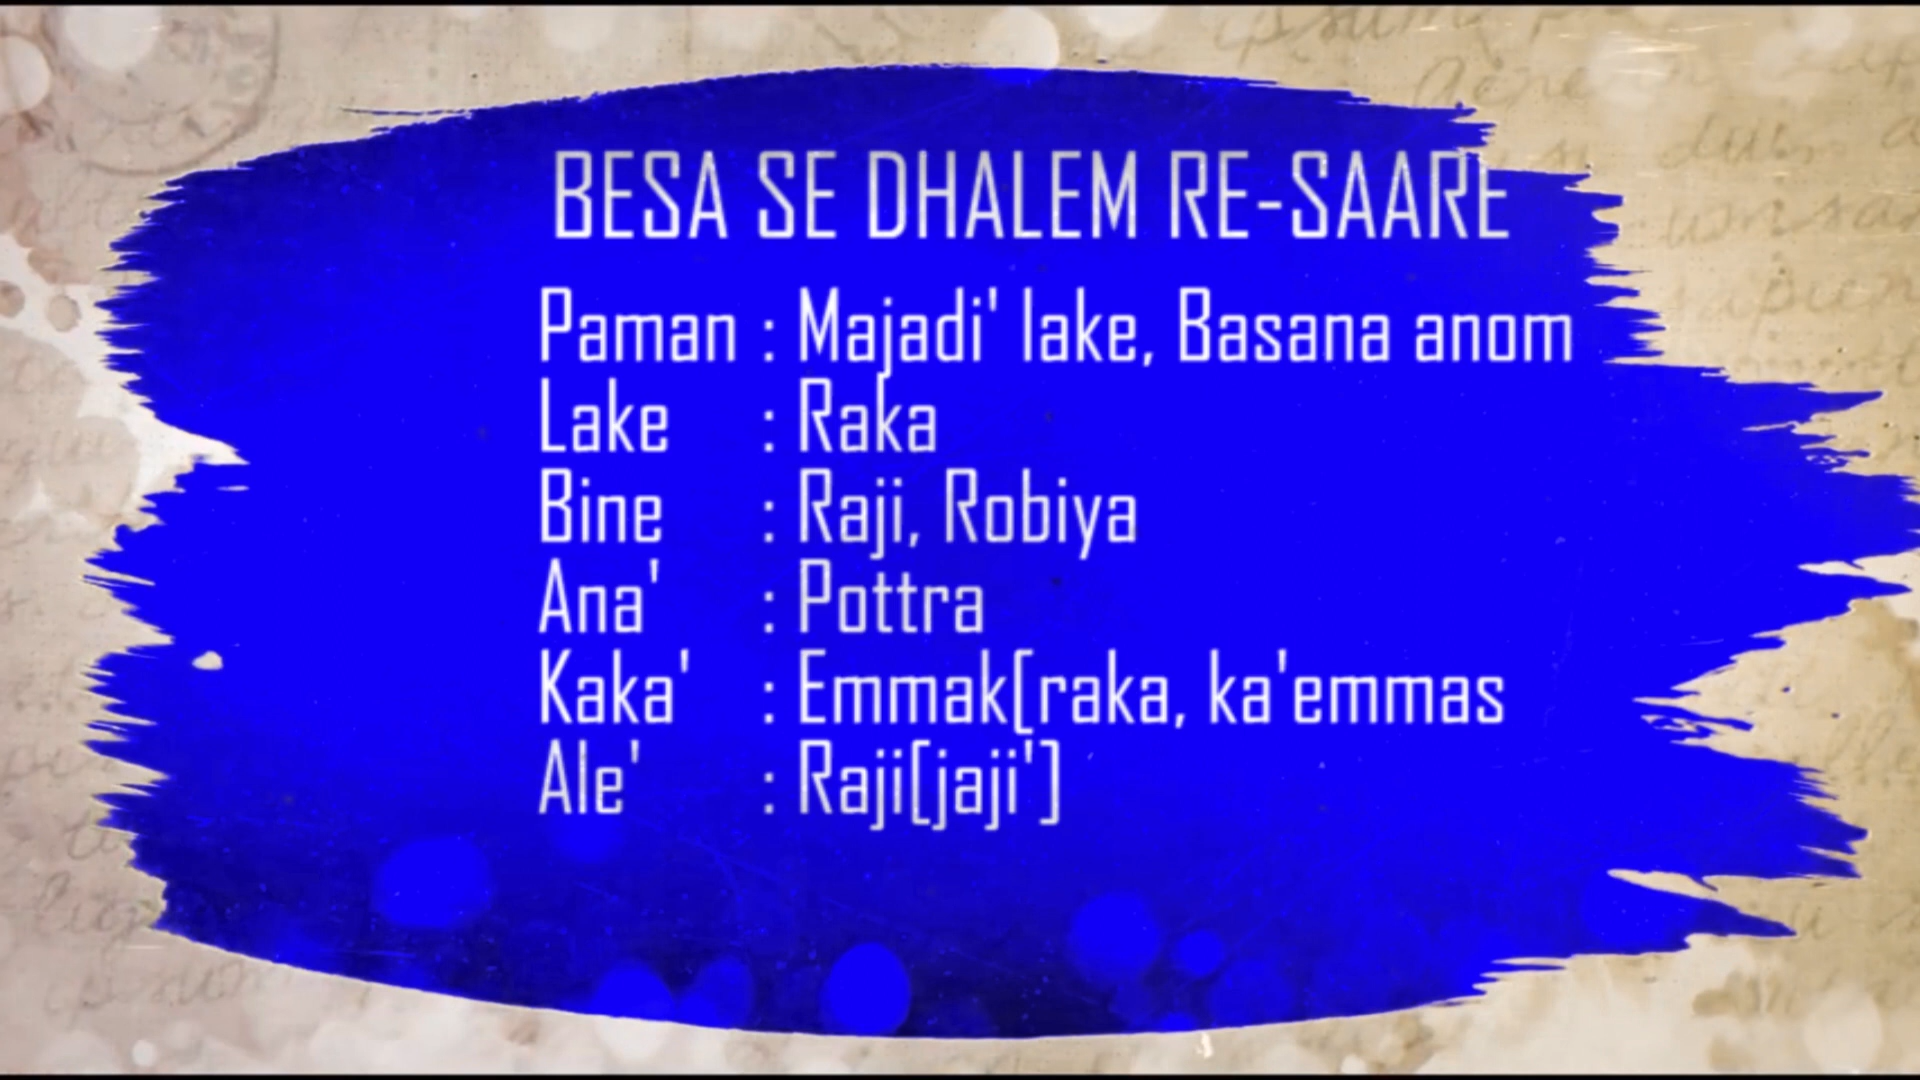 BESA SE DHALEM RE-SAARE
Paman : Majadi' lake, Basana anom
Lake : Raka
Bine : Raji, Robiya
Ana' : Pottra
Kaka' : Emmak[raka, ka'emmas
Ale' : Raji[jaji']